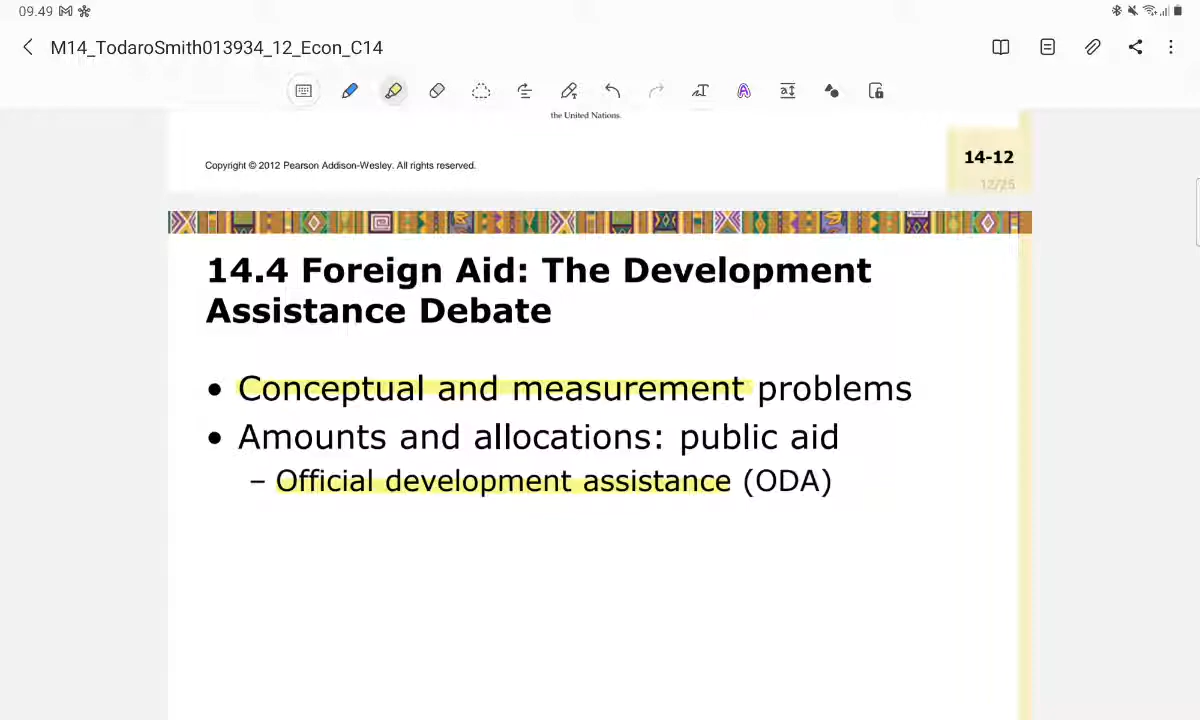 09.49
M14_TodaroSmith013934_12_Econ_C14
the United Nations.
Copyright © 2012 Pearson Addison-Wesley. All rights reserved.
14-12
12/25
14.4 Foreign Aid: The Development
Assistance Debate
• Conceptual and measurement problems
• Amounts and allocations: public aid
– Official development assistance (ODA)